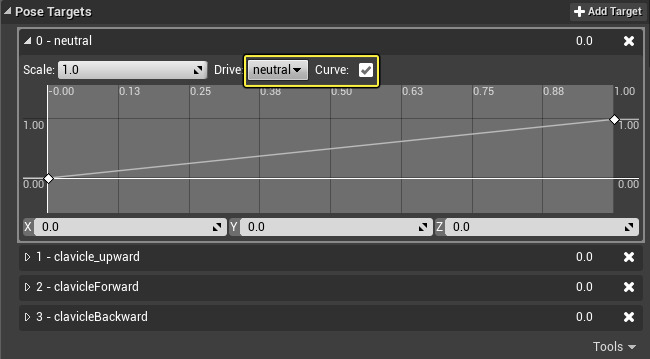 Pose Targets
Add Target
0 - neutral 0.0
Scale: 1.0 Drive: neutral Curve:
-0.00 0.13 0.25 0.38 0.50 0.63 0.75 0.88 1.00
1.00 1.00
0.00 0.00
X 0.0 Y 0.0 Z 0.0
1 - clavicle_upward 0.0
2 - clavicleForward 0.0
3 - clavicleBackward 0.0
Tools